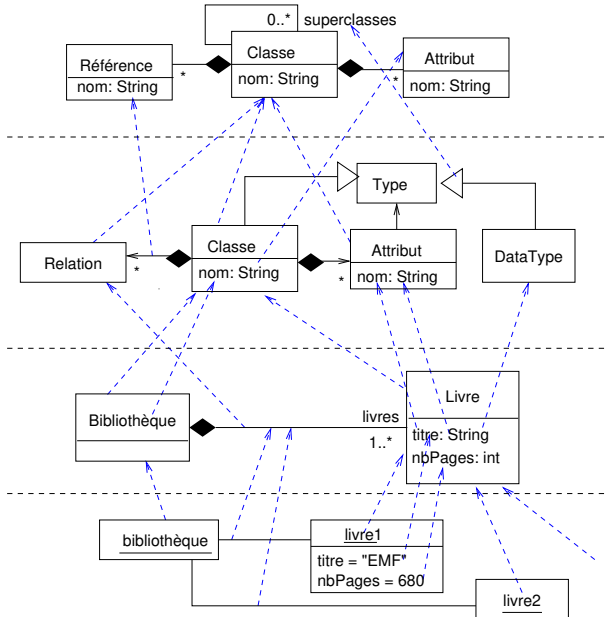 0..* superclasses
Référence
nom: String
*
Classe
nom: String
*
Attribut
nom: String
Type
Relation
*
Classe
nom: String
*
Attribut
nom: String
DataType
Bibliothèque
livres
1..*
Livre
titre: String
nbPages: int
bibliothèque
livre1
titre = "EMF"
nbPages = 680
livre2